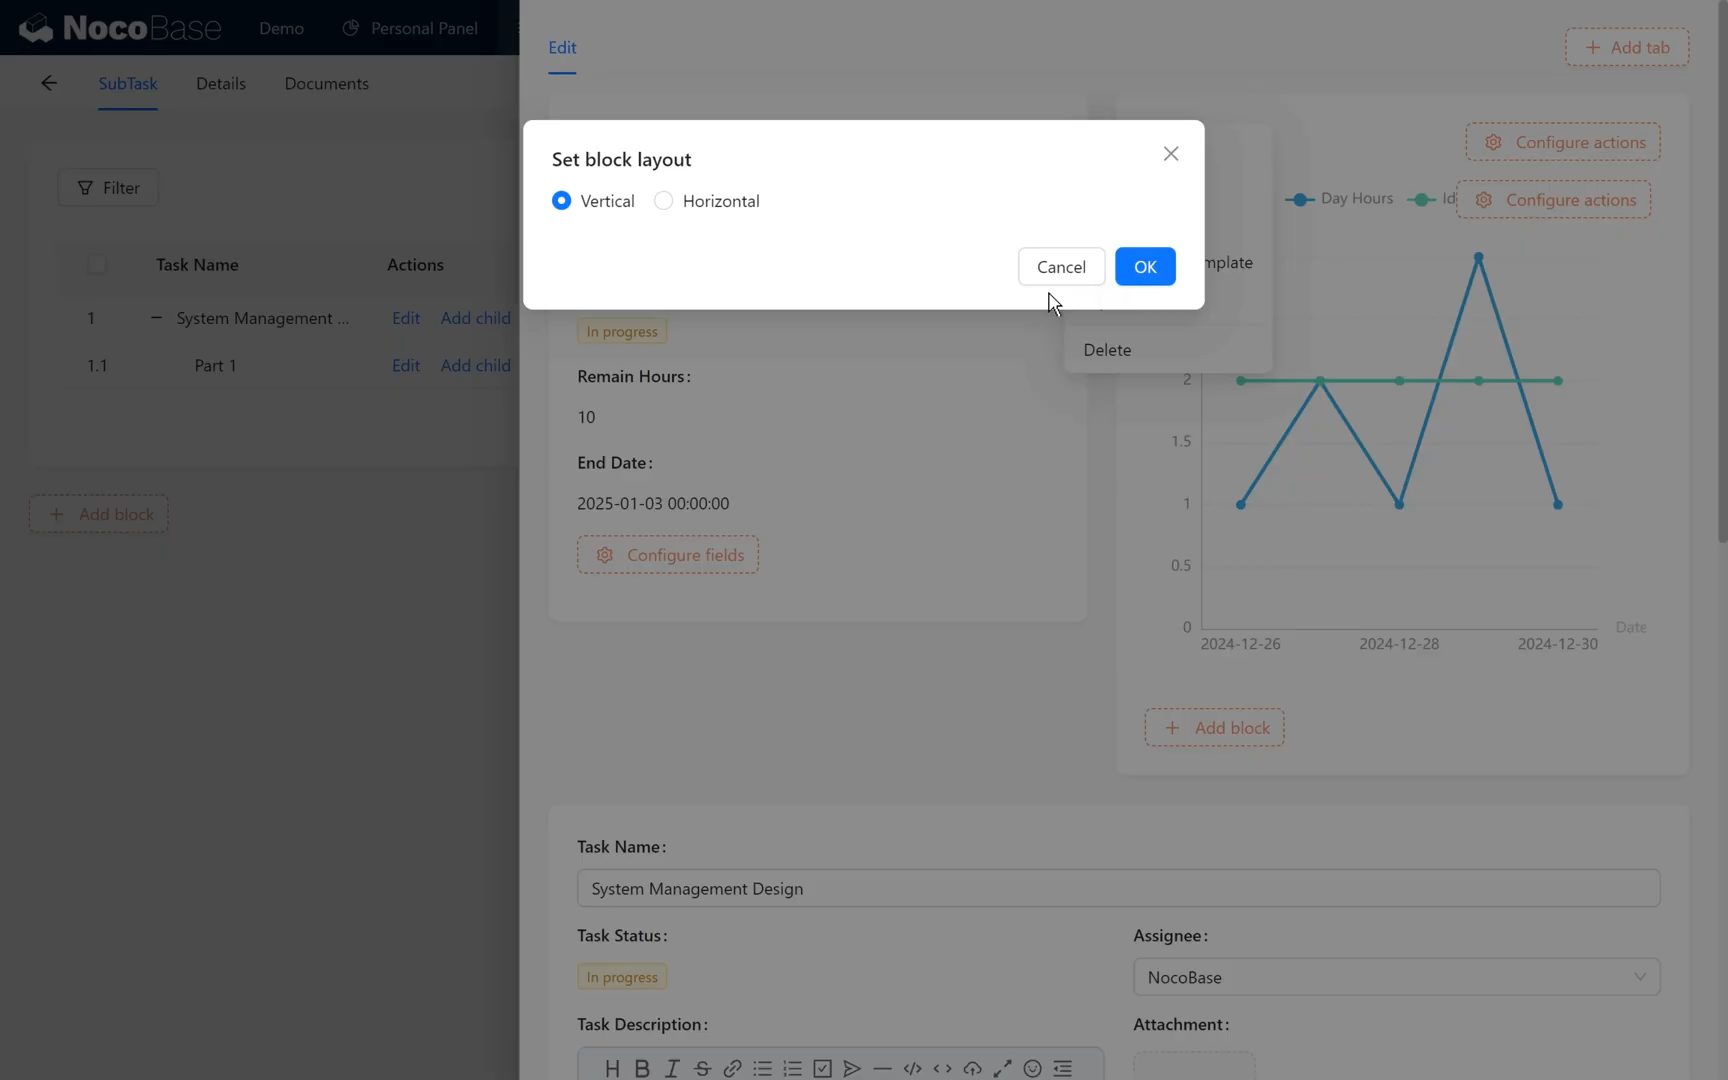 NocoBase
Demo
Personal Panel
SubTask
Details
Documents
Filter
Task Name
Actions
1
System Management ...
Edit
Add child
1.1
Part 1
Edit
Add child
Add block
Edit
Add tab
Set block layout
Vertical
Horizontal
Cancel
OK
mplate
Delete
In progress
Remain Hours:
10
End Date:
2025-01-03 00:00:00
Configure fields
Configure actions
Day Hours
Id
Configure actions
2
1.5
1
0.5
0
2024-12-26
2024-12-28
2024-12-30
Date
Add block
Task Name:
System Management Design
Task Status:
In progress
Assignee:
NocoBase
Task Description:
Attachment: